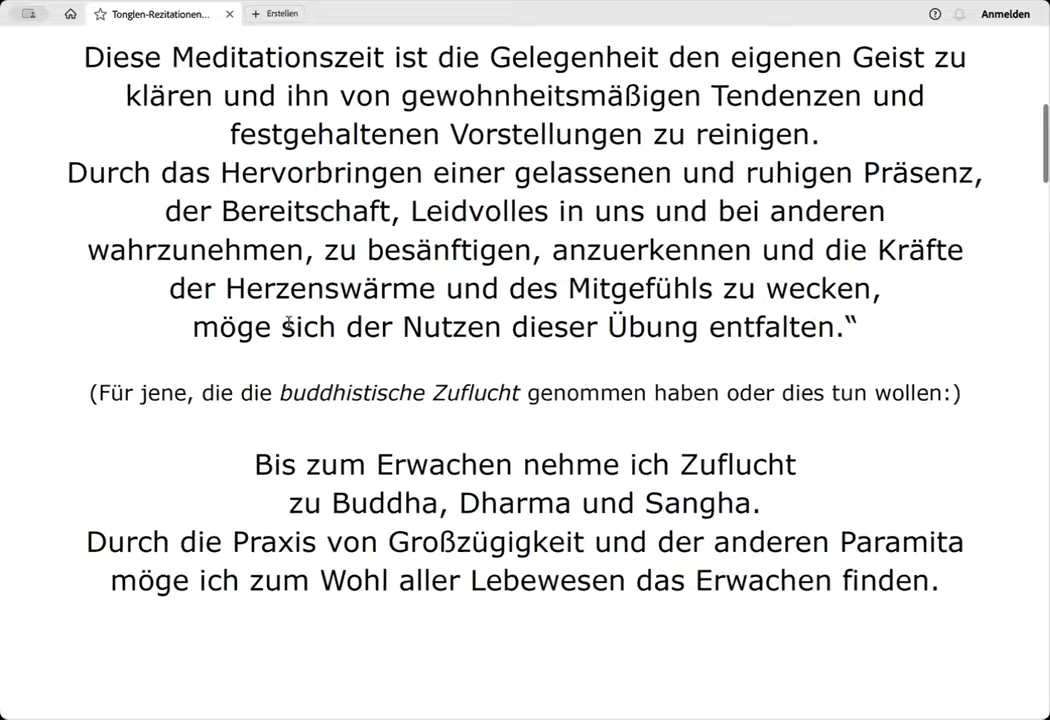 Tonglen-Rezitationen...
Erstellen
Anmelden
Diese Meditationszeit ist die Gelegenheit den eigenen Geist zu
klären und ihn von gewohnheitsmäßigen Tendenzen und
festgehaltenen Vorstellungen zu reinigen.
Durch das Hervorbringen einer gelassenen und ruhigen Präsenz,
der Bereitschaft, Leidvolles in uns und bei anderen
wahrzunehmen, zu besänftigen, anzuerkennen und die Kräfte
der Herzenswärme und des Mitgefühls zu wecken,
möge sich der Nutzen dieser Übung entfalten.“
(Für jene, die die buddhistische Zuflucht genommen haben oder dies tun wollen:)
Bis zum Erwachen nehme ich Zuflucht
zu Buddha, Dharma und Sangha.
Durch die Praxis von Großzügigkeit und der anderen Paramita
möge ich zum Wohl aller Lebewesen das Erwachen finden.